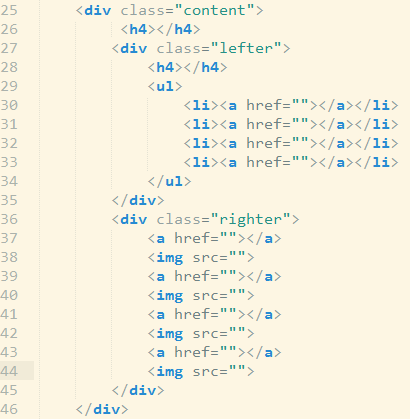 25 <div class="content">
26 <h4></h4>
27 <div class="lefter">
28 <h4></h4>
29 <ul>
30 <li><a href=""></a></li>
31 <li><a href=""></a></li>
32 <li><a href=""></a></li>
33 <li><a href=""></a></li>
34 </ul>
35 </div>
36 <div class="righter">
37 <a href=""></a>
38 <img src="">
39 <a href=""></a>
40 <img src="">
41 <a href=""></a>
42 <img src="">
43 <a href=""></a>
44 <img src="">
45 </div>
46 </div>